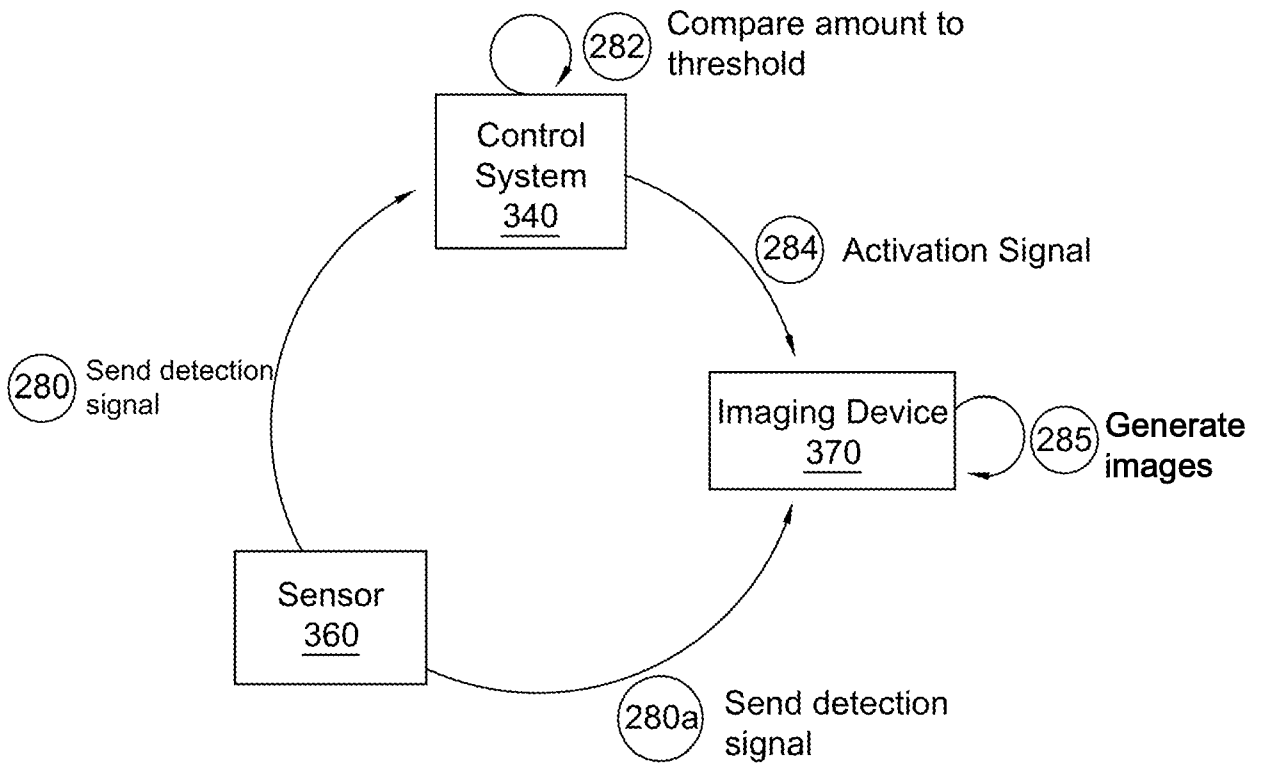 282
Compare amount to
threshold
Control
System
340
284
Activation Signal
280
Send detection
signal
Imaging Device
370
285
Generate
images
Sensor
360
280a
Send detection
signal